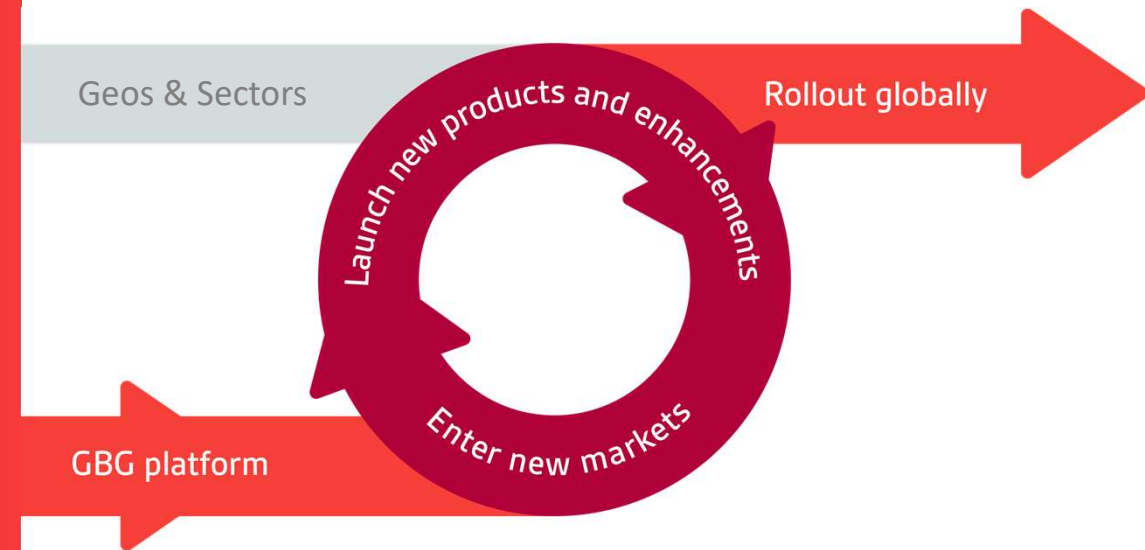 Geos & Sectors
Launch new products and enhancements
Rollout globally
GBG platform
Enter new markets